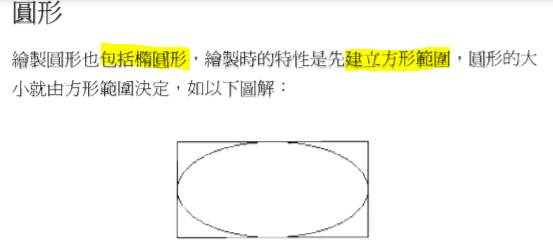 圓形
繪製圓形也包括橢圓形，繪製時的特性是先建立方形範圍，圓形的大
小就由方形範圍決定，如以下圖解：